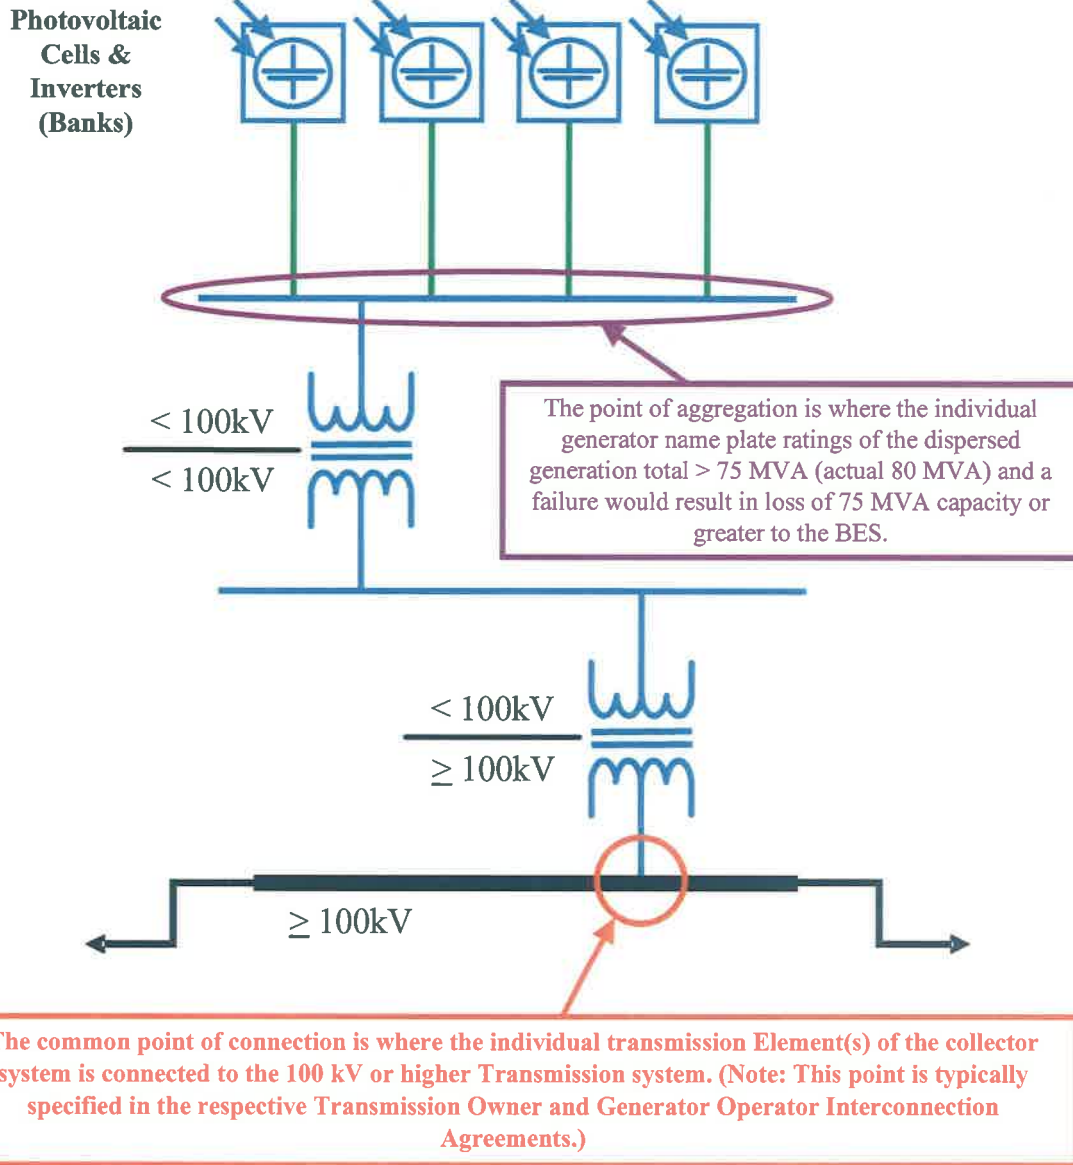 Photovoltaic
Cells &
Inverters
(Banks)
The point of aggregation is where the individual
generator name plate ratings of the dispersed
generation total > 75 MVA (actual 80 MVA) and a
failure would result in loss of 75 MVA capacity or
greater to the BES.
< 100kV
< 100kV
< 100kV
≥ 100kV
≥ 100kV
The common point of connection is where the individual transmission Element(s) of the collector
system is connected to the 100 kV or higher Transmission system. (Note: This point is typically
specified in the respective Transmission Owner and Generator Operator Interconnection
Agreements.)